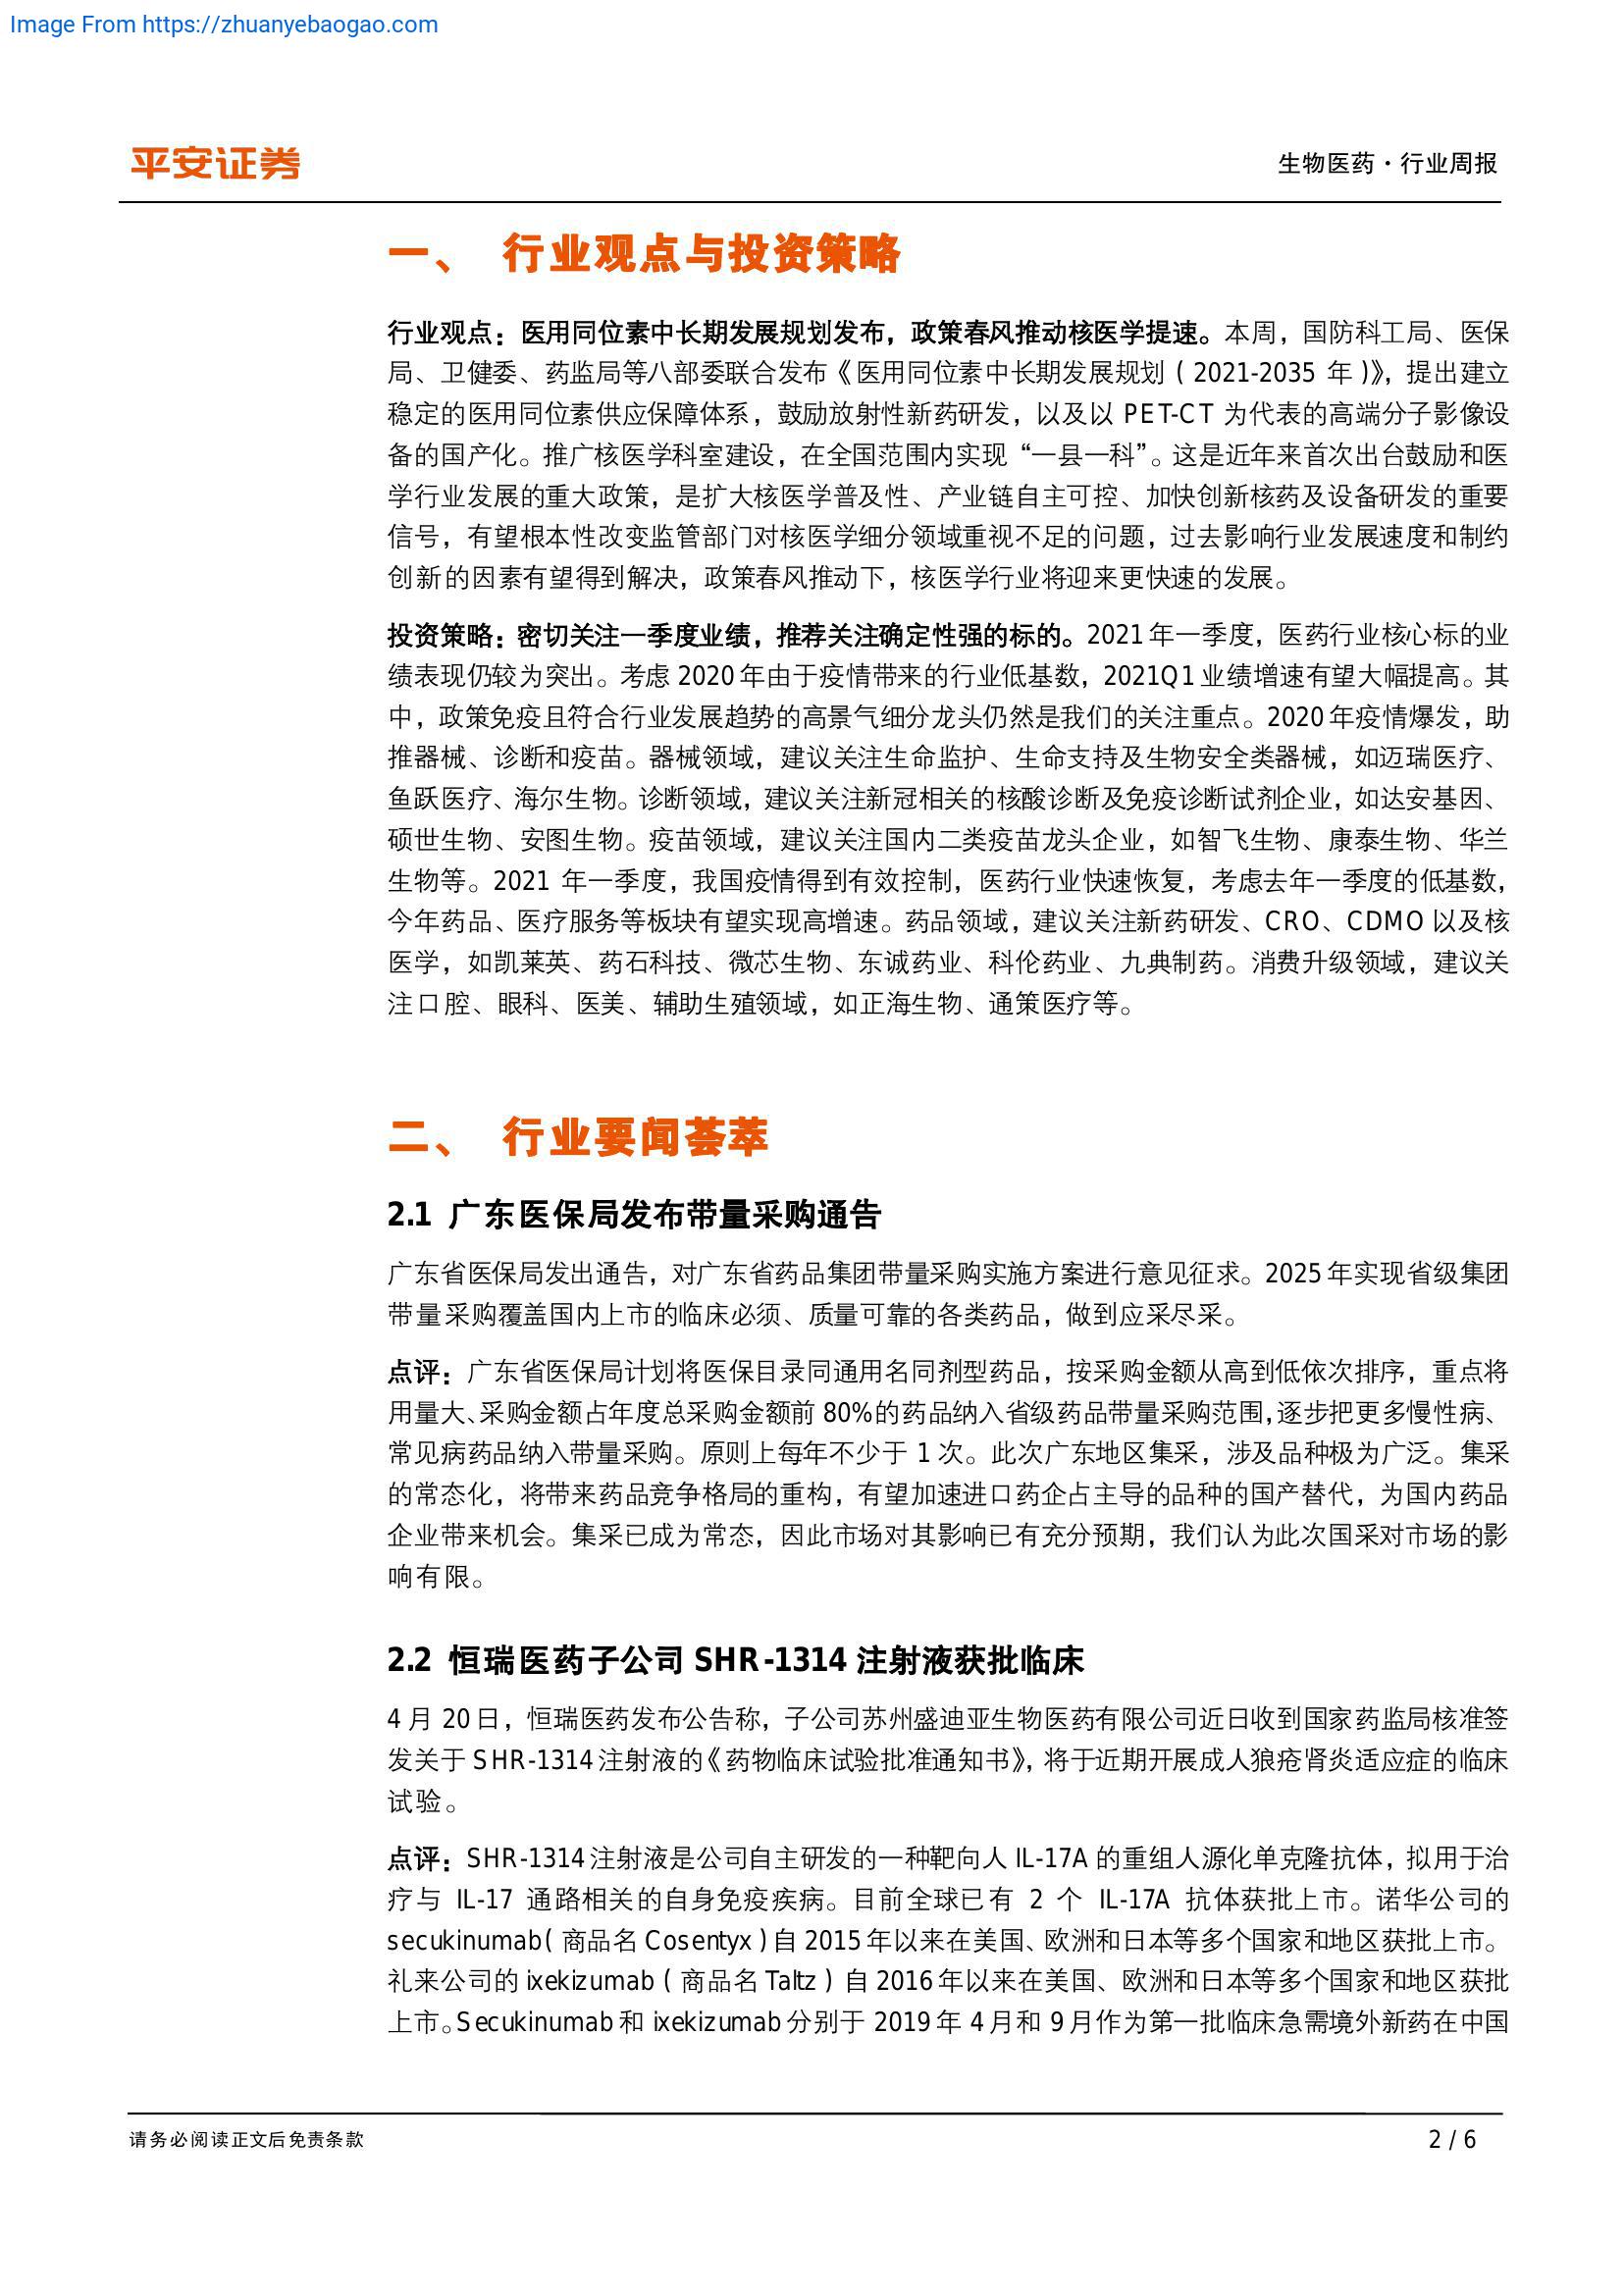 Image From https://zhuanyebaogao.com
平安证券
生物医药·行业周报
一、 行业观点与投资策略
行业观点：医用同位素中长期发展规划发布，政策春风推动核医学提速。本周，国防科工局、医保
局、卫健委、药监局等八部委联合发布《医用同位素中长期发展规划（2021-2035 年）》，提出建立
稳定的医用同位素供应保障体系，鼓励放射性新药研发，以及以 PET-CT 为代表的高端分子影像设
备的国产化。推广核医学科室建设，在全国范围内实现“一县一科”。这是近年来首次出台鼓励和医
学行业发展的重大政策，是扩大核医学普及性、产业链自主可控、加快创新核药及设备研发的重要
信号，有望根本性改变监管部门对核医学细分领域重视不足的问题，过去影响行业发展速度和制约
创新的因素有望得到解决，政策春风推动下，核医学行业将迎来更快速的发展。
投资策略：密切关注一季度业绩，推荐关注确定性强的标的。2021 年一季度，医药行业核心标的业
绩表现仍较为突出。考虑 2020 年由于疫情带来的行业低基数，2021Q1 业绩增速有望大幅提高。其
中，政策免疫且符合行业发展趋势的高景气细分龙头仍然是我们的关注重点。2020 年疫情爆发，助
推器械、诊断和疫苗。器械领域，建议关注生命监护、生命支持及生物安全类器械，如迈瑞医疗、
鱼跃医疗、海尔生物。诊断领域，建议关注新冠相关的核酸诊断及免疫诊断试剂企业，如达安基因、
硕世生物、安图生物。疫苗领域，建议关注国内二类疫苗龙头企业，如智飞生物、康泰生物、华兰
生物等。2021 年一季度，我国疫情得到有效控制，医药行业快速恢复，考虑去年一季度的低基数，
今年药品、医疗服务等板块有望实现高增速。药品领域，建议关注新药研发、CRO、CDMO 以及核
医学，如凯莱英、药石科技、微芯生物、东诚药业、科伦药业、九典制药。消费升级领域，建议关
注口腔、眼科、医美、辅助生殖领域，如正海生物、通策医疗等。
二、 行业要闻荟萃
2.1 广东医保局发布带量采购通告
广东省医保局发出通告，对广东省药品集团带量采购实施方案进行意见征求。2025 年实现省级集团
带量采购覆盖国内上市的临床必须、质量可靠的各类药品，做到应采尽采。
点评：广东省医保局计划将医保目录同通用名同剂型药品，按采购金额从高到低依次排序，重点将
用量大、采购金额占年度总采购金额前 80%的药品纳入省级药品带量采购范围，逐步把更多慢性病、
常见病药品纳入带量采购。原则上每年不少于 1 次。此次广东地区集采，涉及品种极为广泛。集采
的常态化，将带来药品竞争格局的重构，有望加速进口药企占主导的品种的国产替代，为国内药品
企业带来机会。集采已成为常态，因此市场对其影响已有充分预期，我们认为此次国采对市场的影
响有限。
2.2 恒瑞医药子公司 SHR-1314 注射液获批临床
4 月 20 日，恒瑞医药发布公告称，子公司苏州盛迪亚生物医药有限公司近日收到国家药监局核准签
发关于 SHR-1314 注射液的《药物临床试验批准通知书》，将于近期开展成人狼疮肾炎适应症的临床
试验。
点评：SHR-1314 注射液是公司自主研发的一种靶向人 IL-17A 的重组人源化单克隆抗体，拟用于治
疗与 IL-17 通路相关的自身免疫疾病。目前全球已有 2 个 IL-17A 抗体获批上市。诺华公司的
secukinumab（商品名 Cosentyx）自 2015 年以来在美国、欧洲和日本等多个国家和地区获批上市。
礼来公司的 ixekizumab（商品名 Taltz）自 2016 年以来在美国、欧洲和日本等多个国家和地区获批
上市。Secukinumab 和 ixekizumab 分别于 2019 年 4 月和 9 月作为第一批临床急需境外新药在中国
请务必阅读正文后免责条款
2 / 6